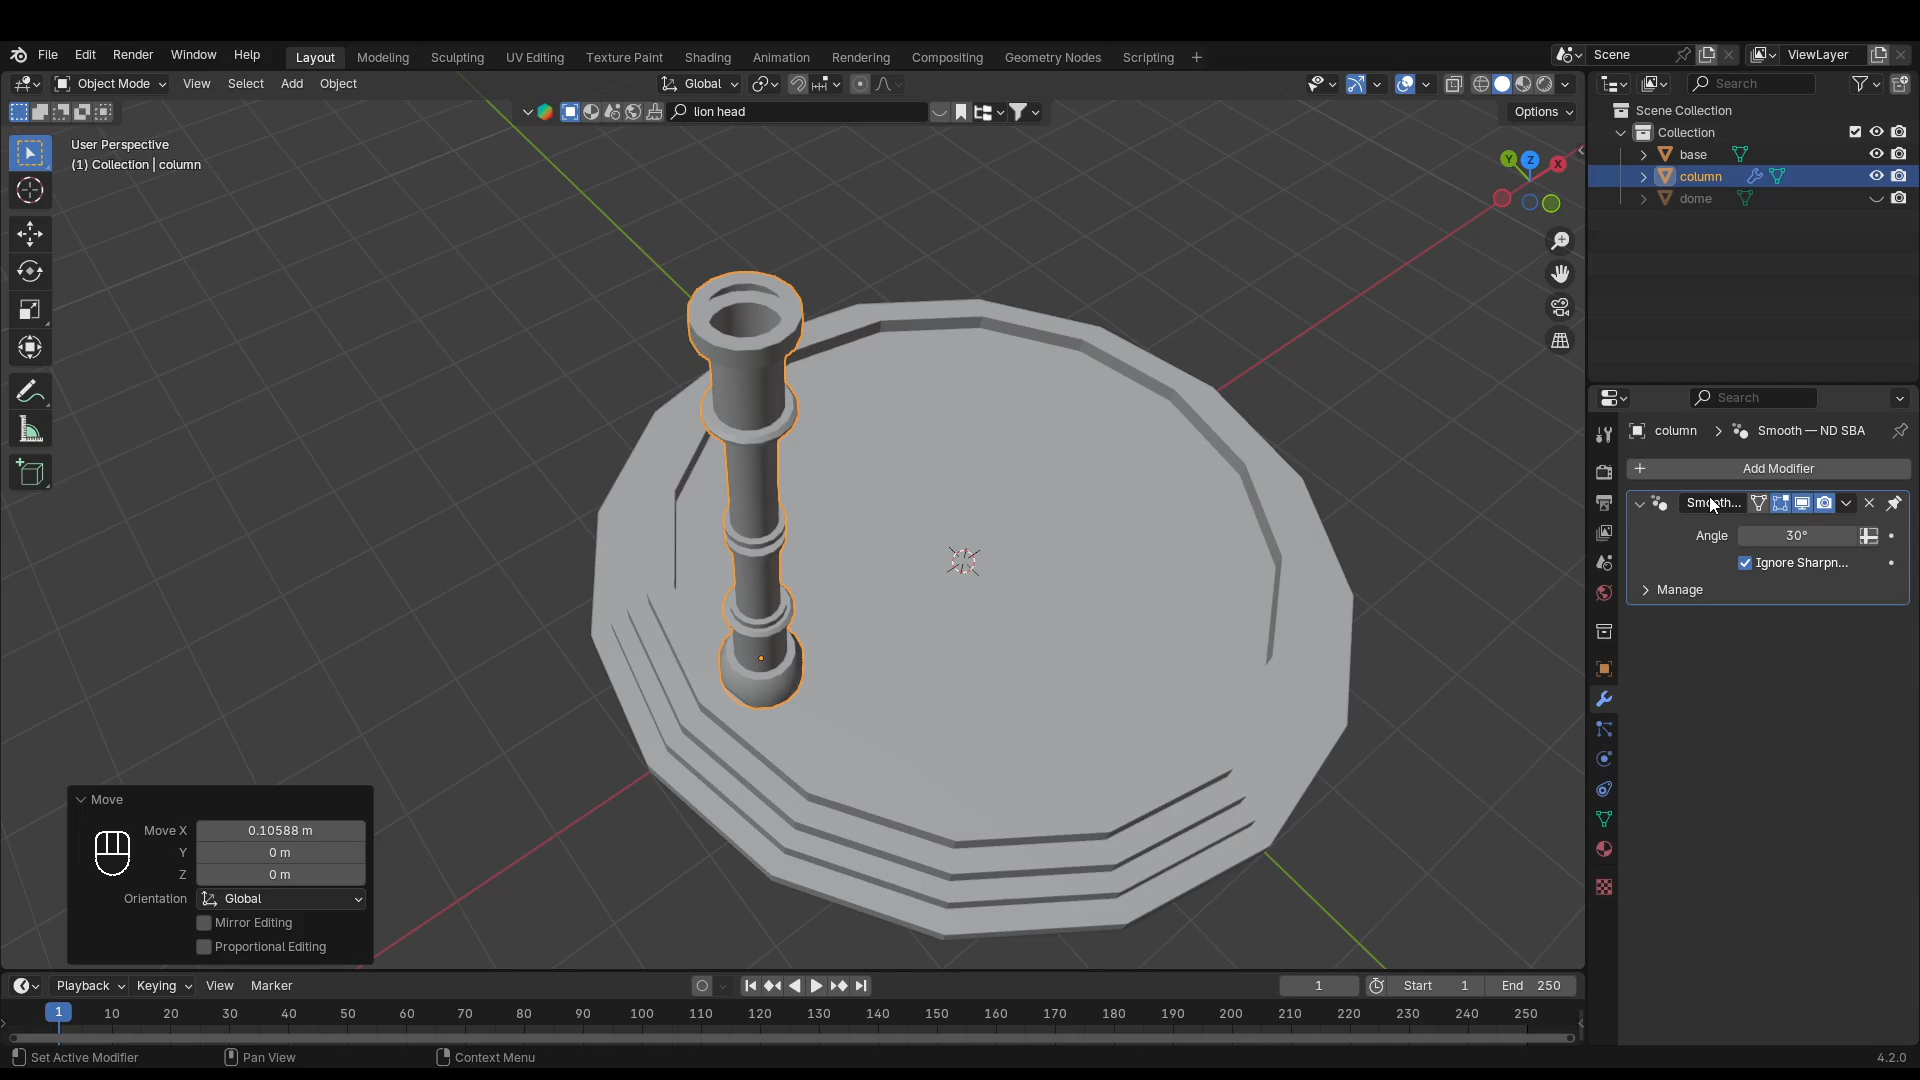 File Edit Render Window Help Layout Modeling Sculpting UV Editing Texture Paint Shading Animation Rendering Compositing Geometry Nodes Scripting + Scene ViewLayer
Object Mode View Select Add Object Global Search
lion head Options
User Perspective
(1) Collection | column
Y Z X
Scene Collection
Collection
base
column
dome
Search
column > Smooth — ND SBA
+ Add Modifier
Smooth...
Angle 30°
Ignore Sharpn...
Manage
Move
Move X 0.10588 m
Y 0 m
Z 0 m
Orientation Global
Mirror Editing
Proportional Editing
Playback Keying View Marker 1 Start 1 End 250
1 10 20 30 40 50 60 70 80 90 100 110 120 130 140 150 160 170 180 190 200 210 220 230 240 250
Set Active Modifier Pan View Context Menu 4.2.0